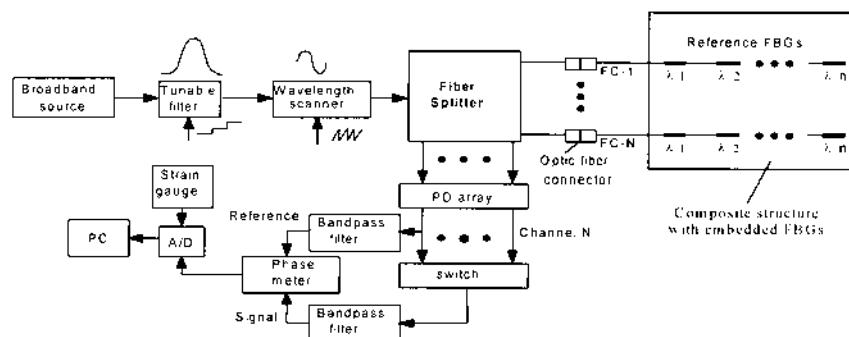 Reference FBGs
Broadband
source
Tunable
filter
Wavelength
scanner
Fiber
Splitter
FC-1
λ 1
λ 2
λ n
FC-N
λ 1
λ 2
λ n
Optic fiber
connector
Composite structure
with embedded FBGs
Strain
gauge
PD array
Reference
Bandpass
filter
Channel N
PC
A/D
Phase
meter
switch
Signal
Bandpass
filter